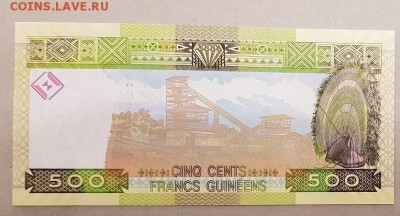 COINS.LAVE.RU
CINQ CENTS
500 FRANCS GUINÉENS 500